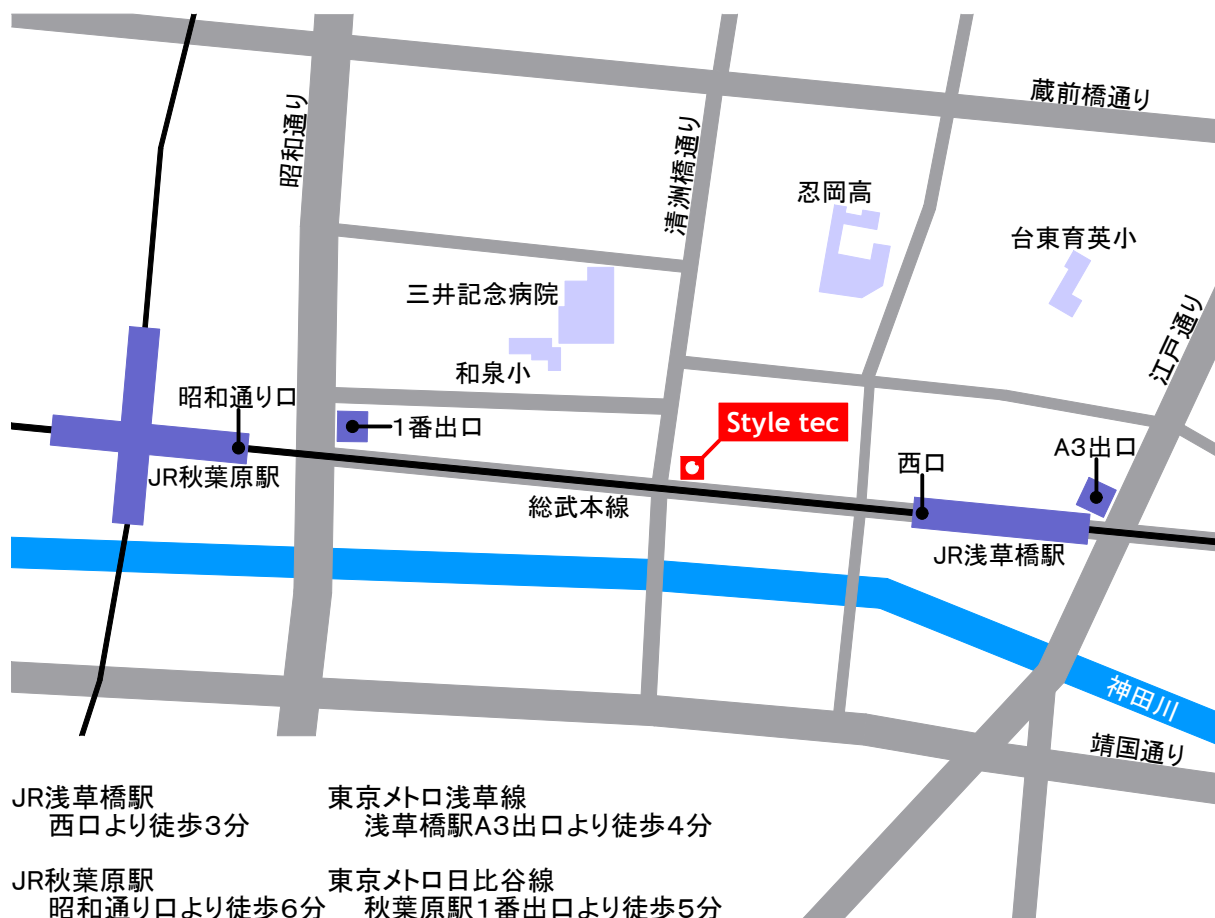 蔵前橋通り
昭和通り
清洲橋通り
忍岡高
台東育英小
三井記念病院
江戸通り
和泉小
昭和通り口
Style tec
1番出口
A3出口
西口
JR秋葉原駅
総武本線
JR浅草橋駅
神田川
靖国通り
JR浅草橋駅
西口より徒歩3分
東京メトロ浅草線
浅草橋駅A3出口より徒歩4分
JR秋葉原駅
昭和通り口より徒歩6分
東京メトロ日比谷線
秋葉原駅1番出口より徒歩5分